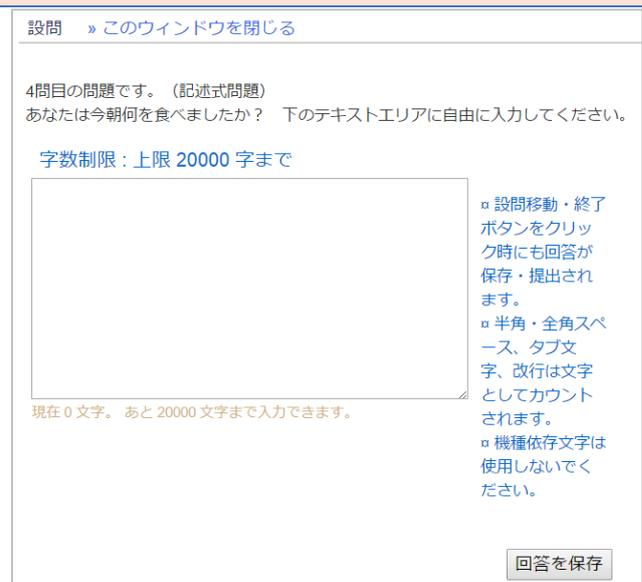 設問 » このウィンドウを閉じる
4問目の問題です。（記述式問題）
あなたは今朝何を食べましたか？　下のテキストエリアに自由に入力してください。
字数制限 : 上限 20000 字まで
¤ 設問移動・終了
ボタンをクリッ
ク時にも回答が
保存・提出され
ます。
¤ 半角・全角スペ
ース、タブ文
字、改行は文字
としてカウント
されます。
¤ 機種依存文字は
使用しないでく
ださい。
現在 0 文字。 あと 20000 文字まで入力できます。
回答を保存